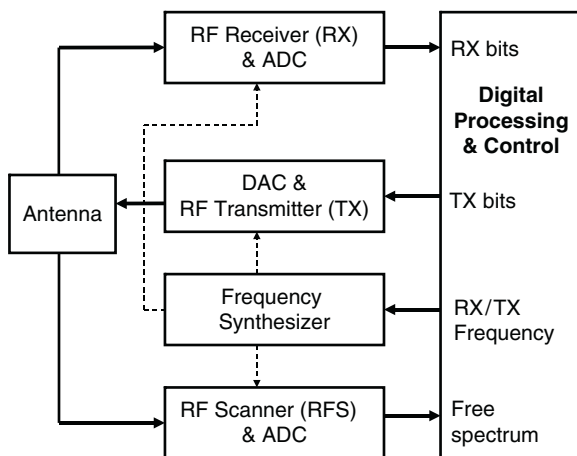 RF Receiver (RX)
& ADC
RX bits
Digital
Processing
& Control
Antenna
DAC &
RF Transmitter (TX)
TX bits
Frequency
Synthesizer
RX/TX
Frequency
RF Scanner (RFS)
& ADC
Free
spectrum